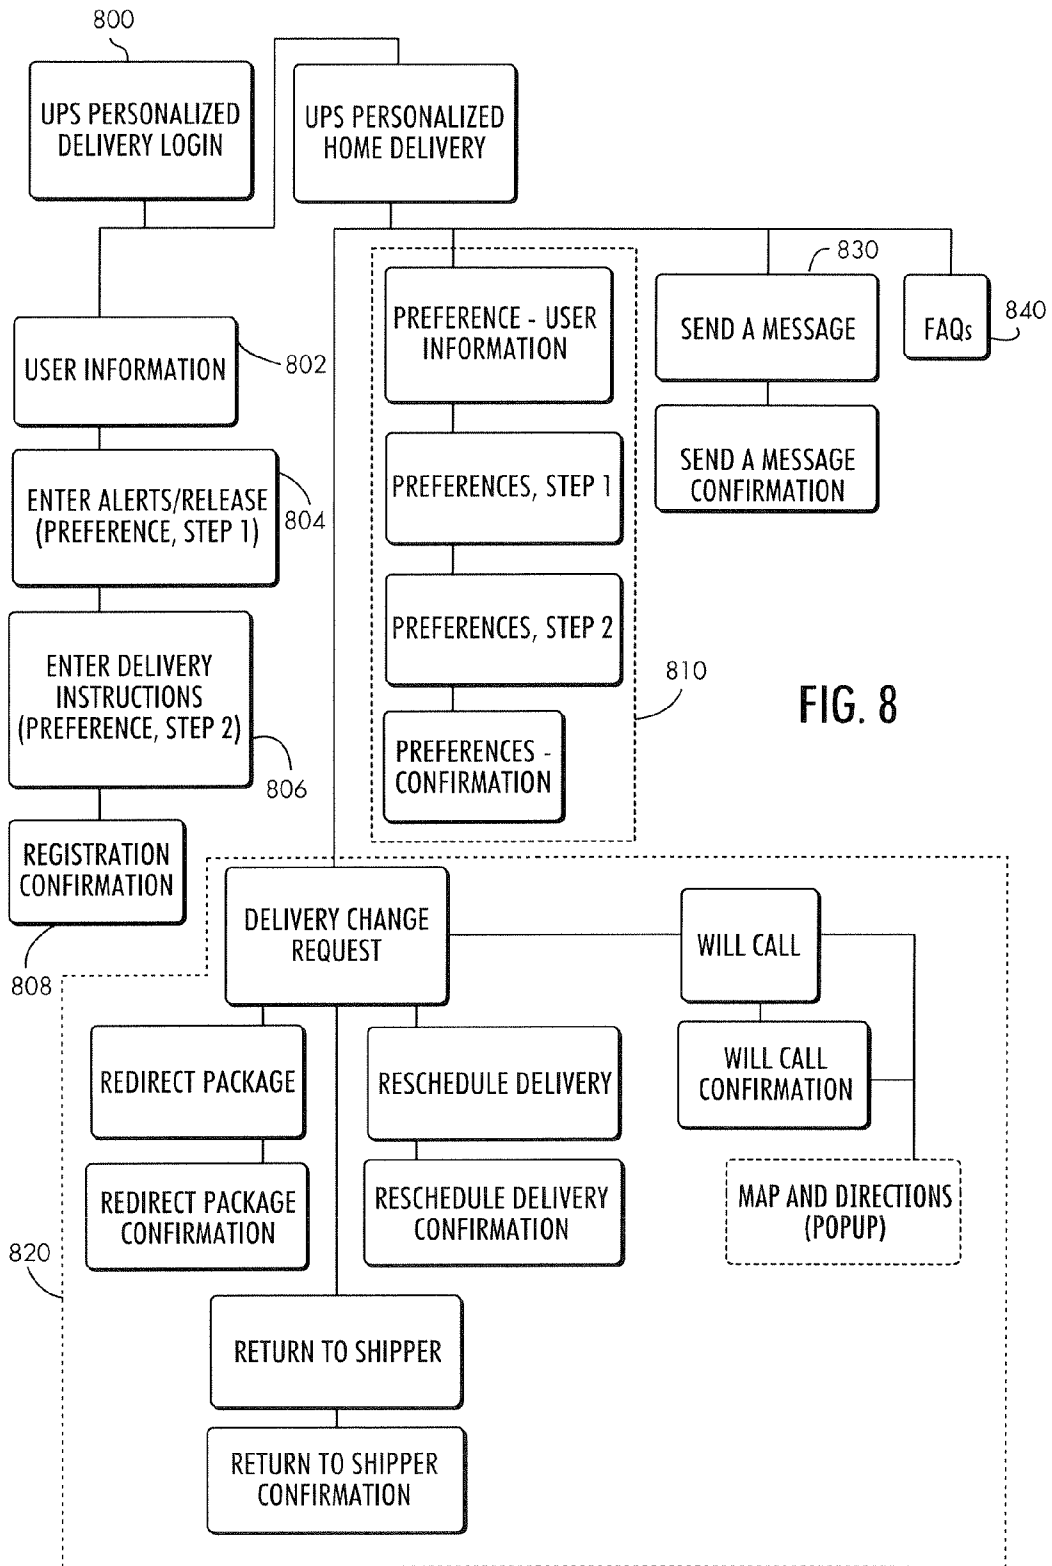 800
UPS PERSONALIZED
DELIVERY LOGIN
UPS PERSONALIZED
HOME DELIVERY
USER INFORMATION
802
ENTER ALERTS/RELEASE
(PREFERENCE, STEP 1)
804
ENTER DELIVERY
INSTRUCTIONS
(PREFERENCE, STEP 2)
806
REGISTRATION
CONFIRMATION
808
PREFERENCE - USER
INFORMATION
PREFERENCES, STEP 1
PREFERENCES, STEP 2
PREFERENCES -
CONFIRMATION
810
830
SEND A MESSAGE
SEND A MESSAGE
CONFIRMATION
FAQs
840
FIG. 8
DELIVERY CHANGE
REQUEST
WILL CALL
WILL CALL
CONFIRMATION
MAP AND DIRECTIONS
(POPUP)
REDIRECT PACKAGE
REDIRECT PACKAGE
CONFIRMATION
RESCHEDULE DELIVERY
RESCHEDULE DELIVERY
CONFIRMATION
820
RETURN TO SHIPPER
RETURN TO SHIPPER
CONFIRMATION